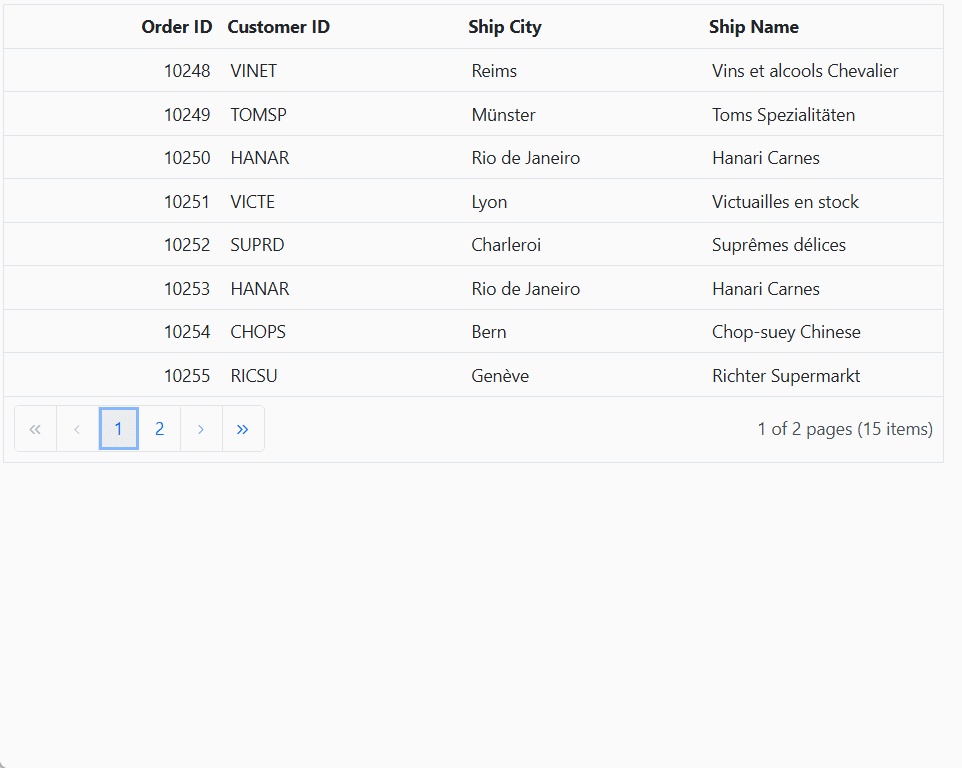 Order ID Customer ID Ship City Ship Name
10248 VINET Reims Vins et alcools Chevalier
10249 TOMSP Münster Toms Spezialitäten
10250 HANAR Rio de Janeiro Hanari Carnes
10251 VICTE Lyon Victuailles en stock
10252 SUPRD Charleroi Suprêmes délices
10253 HANAR Rio de Janeiro Hanari Carnes
10254 CHOPS Bern Chop-suey Chinese
10255 RICSU Genève Richter Supermarkt
« ‹ 1 2 › » 1 of 2 pages (15 items)